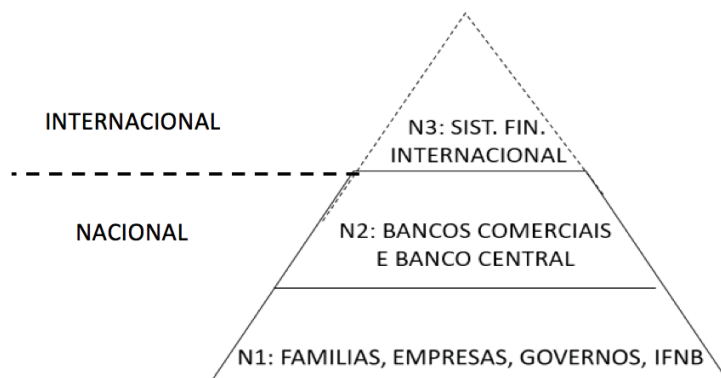 INTERNACIONAL
N3: SIST. FIN.
INTERNACIONAL
NACIONAL
N2: BANCOS COMERCIAIS
E BANCO CENTRAL
N1: FAMILIAS, EMPRESAS, GOVERNOS, IFNB